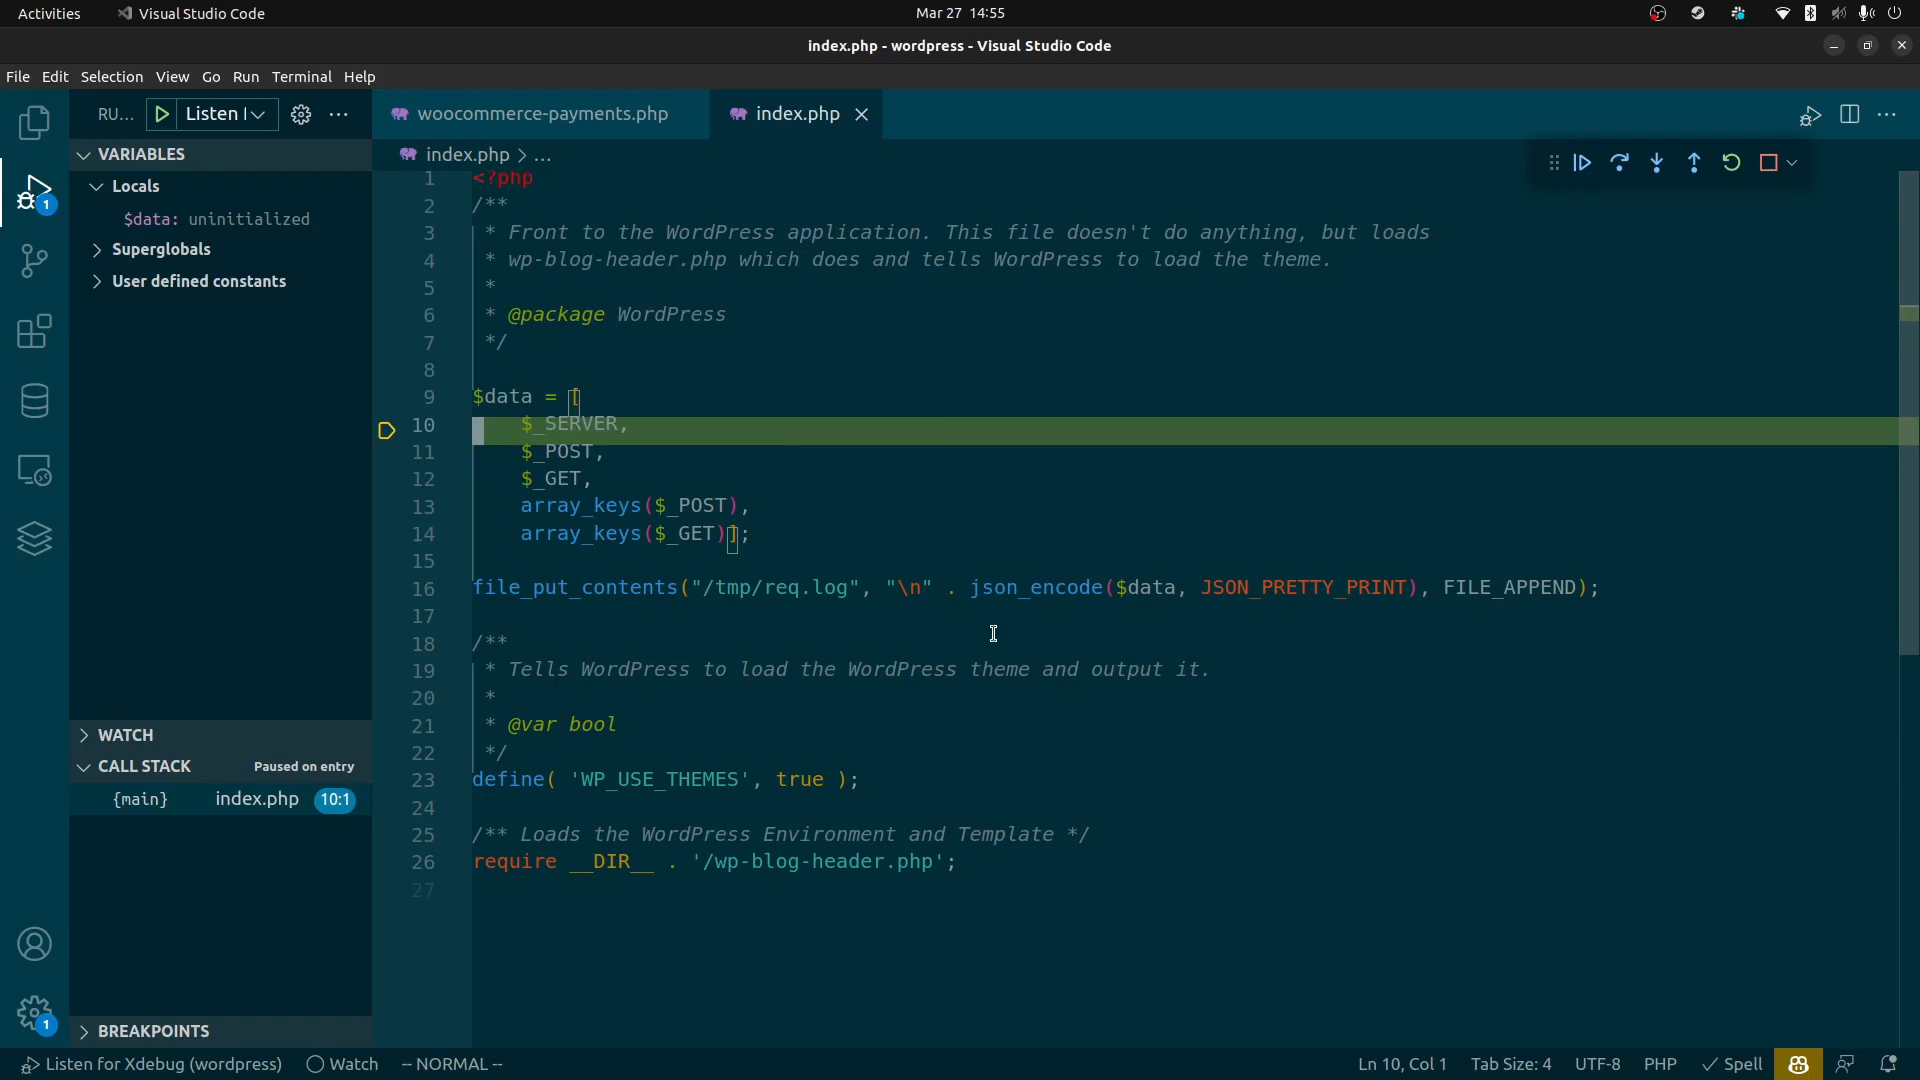 Activities Visual Studio Code Mar 27 14:55
index.php - wordpress - Visual Studio Code
File Edit Selection View Go Run Terminal Help
RU... Listen woocommerce-payments.php index.php
VARIABLES
index.php > ...
Locals
$data: uninitialized
Superglobals
User defined constants
1 <?php
2 /**
3 * Front to the WordPress application. This file doesn't do anything, but loads
4 * wp-blog-header.php which does and tells WordPress to load the theme.
5 *
6 * @package WordPress
7 */
8
9 $data = [
10 $_SERVER,
11 $_POST,
12 $_GET,
13 array_keys($_POST),
14 array_keys($_GET)];
15
16 file_put_contents("/tmp/req.log", "\n" . json_encode($data, JSON_PRETTY_PRINT), FILE_APPEND);
17
18 /**
19 * Tells WordPress to load the WordPress theme and output it.
20 *
21 * @var bool
22 */
23 define( 'WP_USE_THEMES', true );
24
25 /** Loads the WordPress Environment and Template */
26 require __DIR__ . '/wp-blog-header.php';
27
WATCH
CALL STACK Paused on entry
{main} index.php 10:1
BREAKPOINTS
1
1
Listen for Xdebug (wordpress) Watch -- NORMAL -- Ln 10, Col 1 Tab Size: 4 UTF-8 PHP Spell